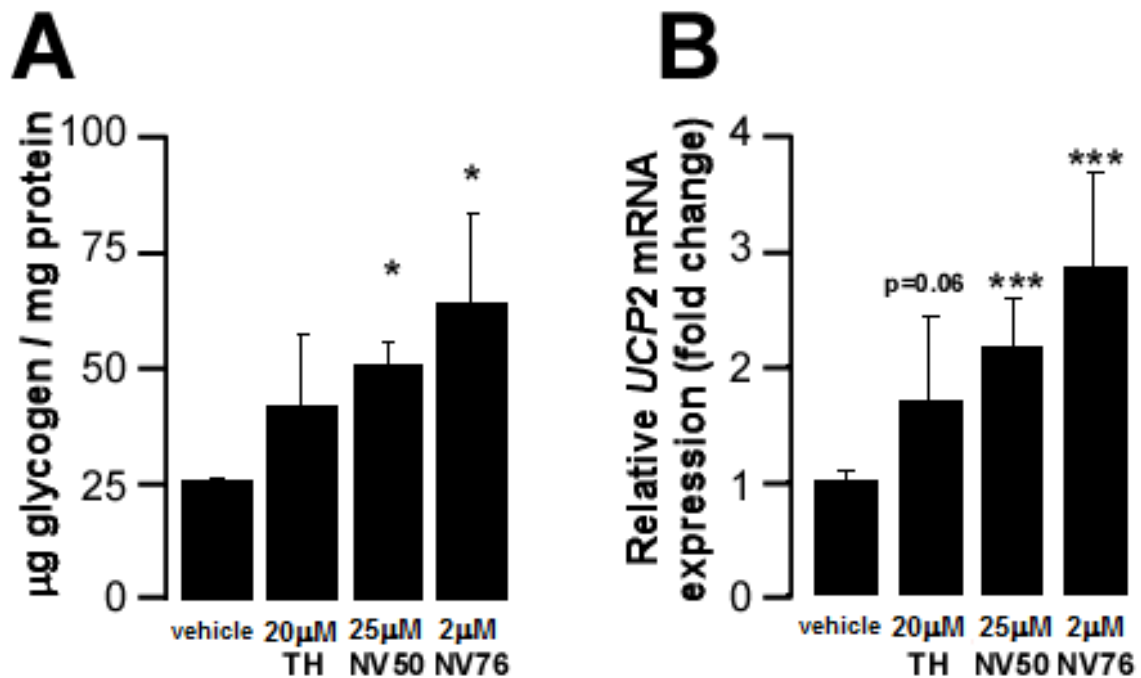 A
B
μg glycogen / mg protein
100
75
50
25
0
*
*
vehicle
20μM
TH
25μM
NV50
2μM
NV76
Relative UCP2 mRNA
expression (fold change)
4
3
2
1
0
p=0.06
***
***
vehicle
20μM
TH
25μM
NV50
2μM
NV76